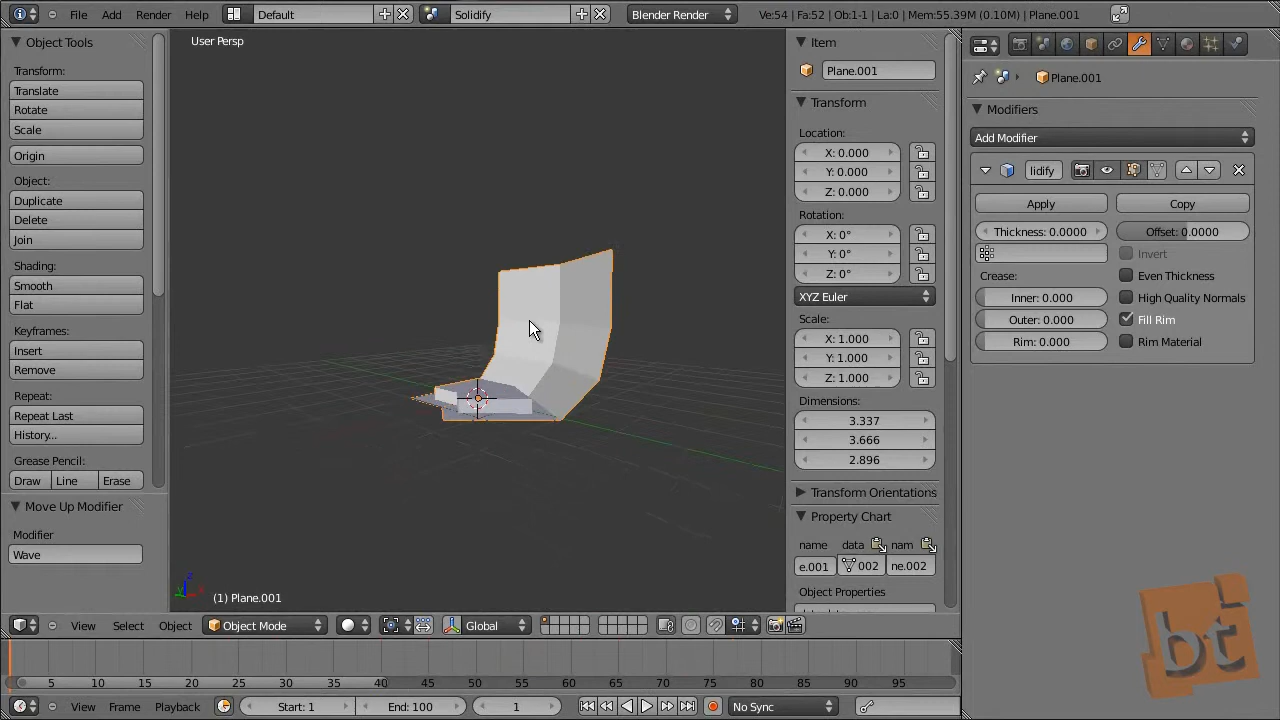 File Add Render Help Default Solidify Blender Render Ve:54 | Fa:52 | Ob:1-1 | La:0 | Mem:55.39M (0.10M) | Plane.001
Object Tools
Transform:
Translate
Rotate
Scale
Origin
Object:
Duplicate
Delete
Join
Shading:
Smooth
Flat
Keyframes:
Insert
Remove
Repeat:
Repeat Last
History...
Grease Pencil:
Draw Line Erase
Move Up Modifier
Modifier
Wave
User Persp
(1) Plane.001
Item
Plane.001
Transform
Location:
X: 0.000
Y: 0.000
Z: 0.000
Rotation:
X: 0°
Y: 0°
Z: 0°
XYZ Euler
Scale:
X: 1.000
Y: 1.000
Z: 1.000
Dimensions:
3.337
3.666
2.896
Transform Orientations
Property Chart
name data nam
e.001 002 ne.002
Object Properties
Plane.001
Modifiers
Add Modifier
lidify
Apply Copy
Thickness: 0.0000 Offset: 0.0000
Invert
Crease: Even Thickness
Inner: 0.000 High Quality Normals
Outer: 0.000 Fill Rim
Rim: 0.000 Rim Material
View Select Object Object Mode Global
5 10 15 20 25 30 35 40 45 50 55 60 65 70 75 80 85 90 95
View Frame Playback Start: 1 End: 100 1 No Sync
bt